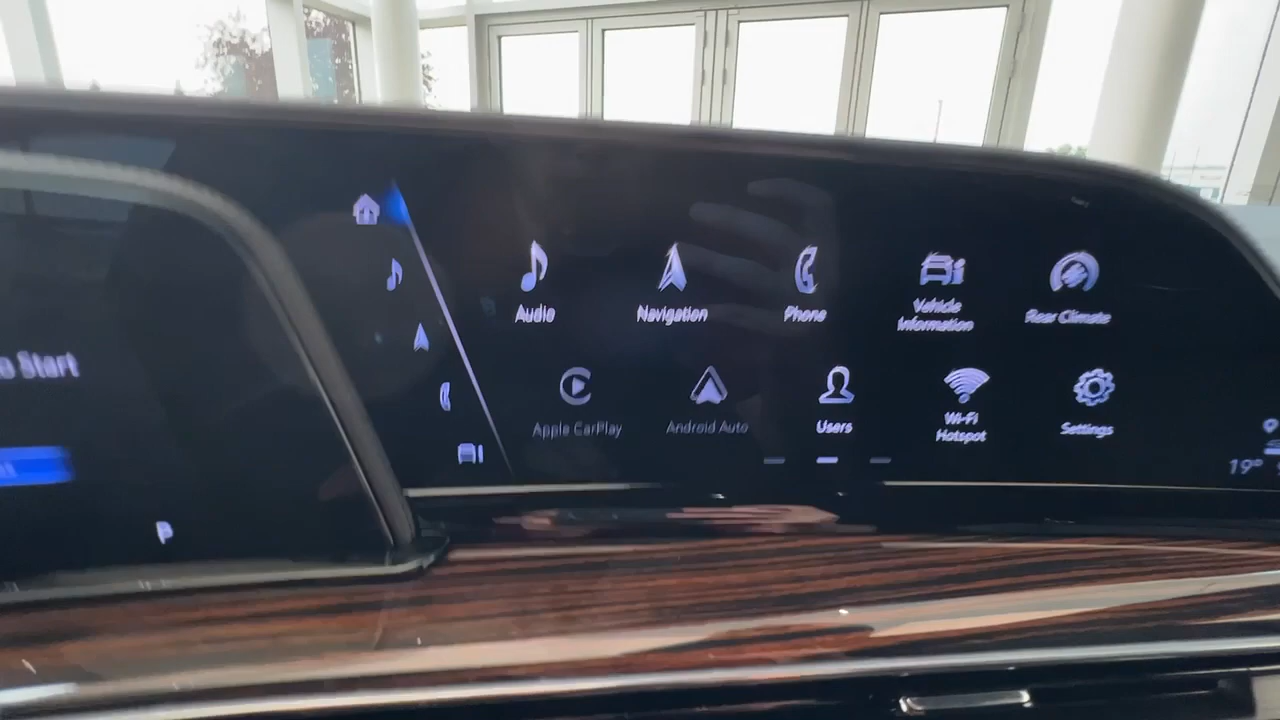 Audio
Navigation
Phone
Vehicle
Information
Rear Climate
o Start
Apple CarPlay
Android Auto
Users
Wi-Fi
Hotspot
Settings
19°
P